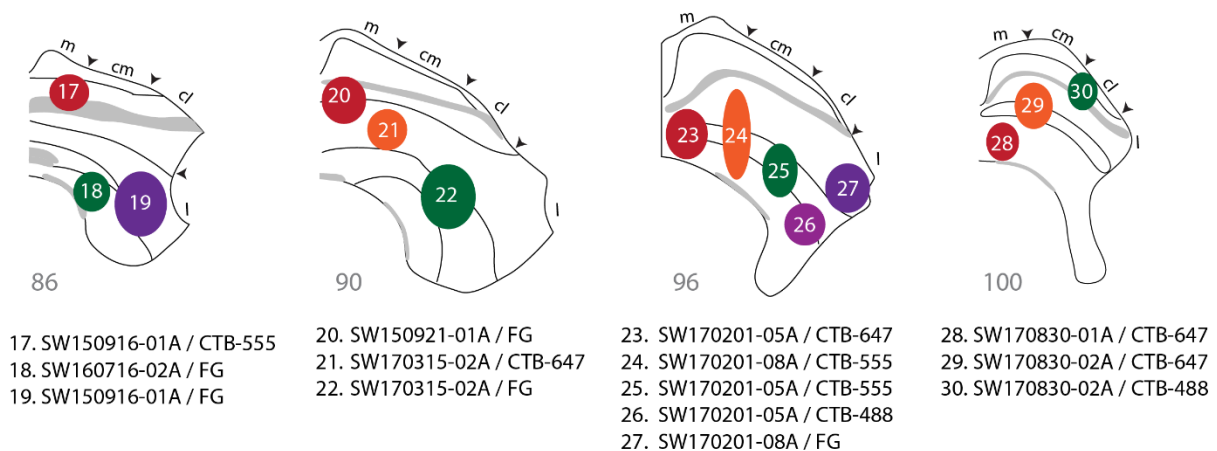 m
cm
cl
l
17
18
19
86
m
cm
cl
l
20
21
22
90
m
cm
cl
l
23
24
25
26
27
96
m
cm
cl
l
28
29
30
100
17. SW150916-01A / CTB-555
18. SW160716-02A / FG
19. SW150916-01A / FG
20. SW150921-01A / FG
21. SW170315-02A / CTB-647
22. SW170315-02A / FG
23. SW170201-05A / CTB-647
24. SW170201-08A / CTB-555
25. SW170201-05A / CTB-555
26. SW170201-05A / CTB-488
27. SW170201-08A / FG
28. SW170830-01A / CTB-647
29. SW170830-02A / CTB-647
30. SW170830-02A / CTB-488